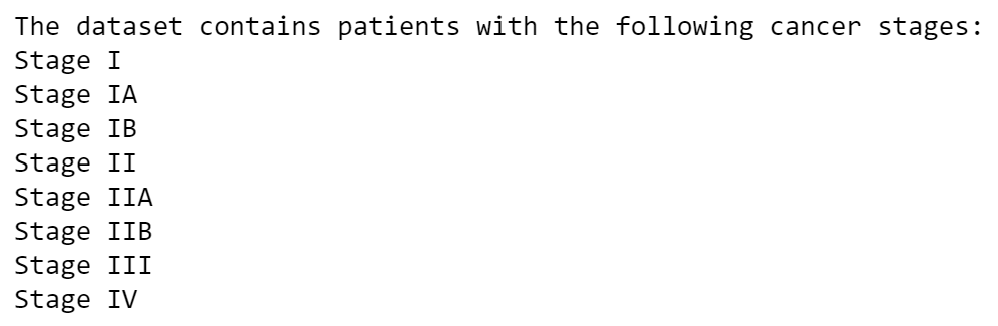 The dataset contains patients with the following cancer stages:
Stage I
Stage IA
Stage IB
Stage II
Stage IIA
Stage IIB
Stage III
Stage IV